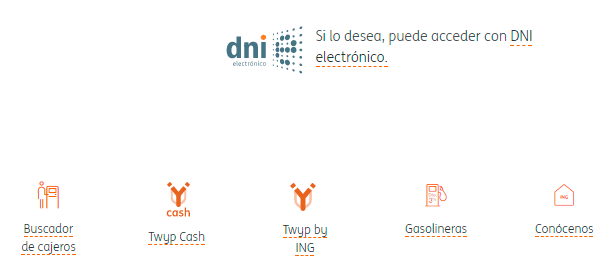 dni
electrónico
Si lo desea, puede acceder con DNI
electrónico.
cash
ING
Buscador
de cajeros
Twyp Cash
Twyp by
ING
Gasolineras
Conócenos